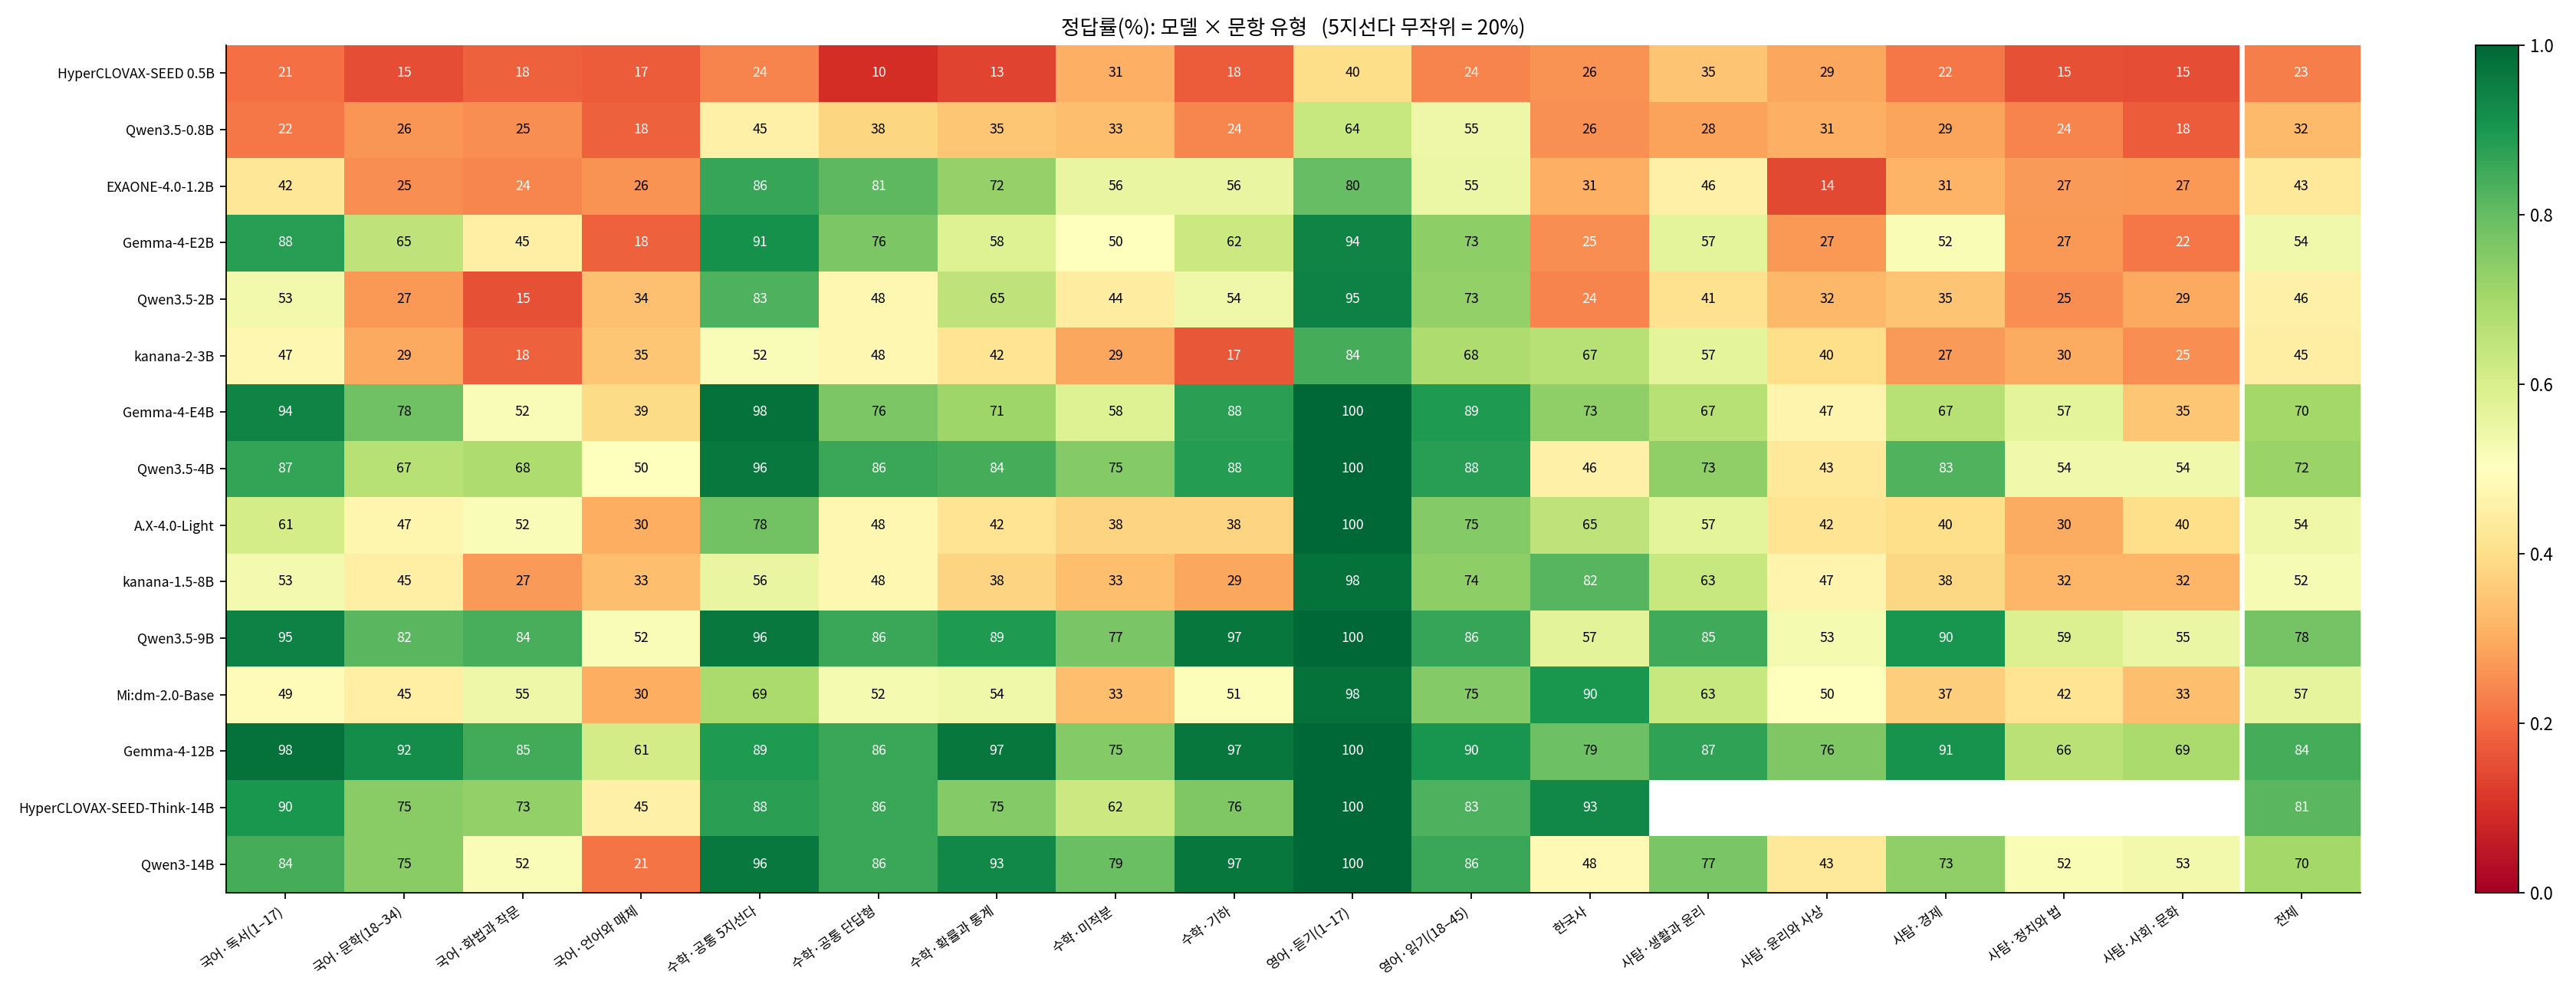 정답률(%): 모델 × 문항 유형 (5지선다 무작위 = 20%)
HyperCLOVAX-SEED 0.5B 21 15 18 17 24 10 13 31 18 40 24 26 35 29 22 15 15 23
Qwen3.5-0.8B 22 26 25 18 45 38 35 33 24 64 55 26 28 31 29 24 18 32
EXAONE-4.0-1.2B 42 25 24 26 86 81 72 56 56 80 55 31 46 14 31 27 27 43
Gemma-4-E2B 88 65 45 18 91 76 58 50 62 94 73 25 57 27 52 27 22 54
Qwen3.5-2B 53 27 15 34 83 48 65 44 54 95 73 24 41 32 35 25 29 46
kanana-2-3B 47 29 18 35 52 48 42 29 17 84 68 67 57 40 27 30 25 45
Gemma-4-E4B 94 78 52 39 98 76 71 58 88 100 89 73 67 47 67 57 35 70
Qwen3.5-4B 87 67 68 50 96 86 84 75 88 100 88 46 73 43 83 54 54 72
A.X-4.0-Light 61 47 52 30 78 48 42 38 38 100 75 65 57 42 40 30 40 54
kanana-1.5-8B 53 45 27 33 56 48 38 33 29 98 74 82 63 47 38 32 32 52
Qwen3.5-9B 95 82 84 52 96 86 89 77 97 100 86 57 85 53 90 59 55 78
Mi:dm-2.0-Base 49 45 55 30 69 52 54 33 51 98 75 90 63 50 37 42 33 57
Gemma-4-12B 98 92 85 61 89 86 97 75 97 100 90 79 87 76 91 66 69 84
HyperCLOVAX-SEED-Think-14B 90 75 73 45 88 86 75 62 76 100 83 93 81
Qwen3-14B 84 75 52 21 96 86 93 79 97 100 86 48 77 43 73 52 53 70
국어·독서(1–17) 국어·문학(18–34) 국어·화법과 작문 국어·언어와 매체 수학·공통 5지선다 수학·공통 단답형 수학·확률과 통계 수학·미적분 수학·기하 영어·듣기(1–17) 영어·읽기(18–45) 한국사 사탐·생활과 윤리 사탐·윤리와 사상 사탐·경제 사탐·정치와 법 사탐·사회·문화 전체
1.0
0.8
0.6
0.4
0.2
0.0